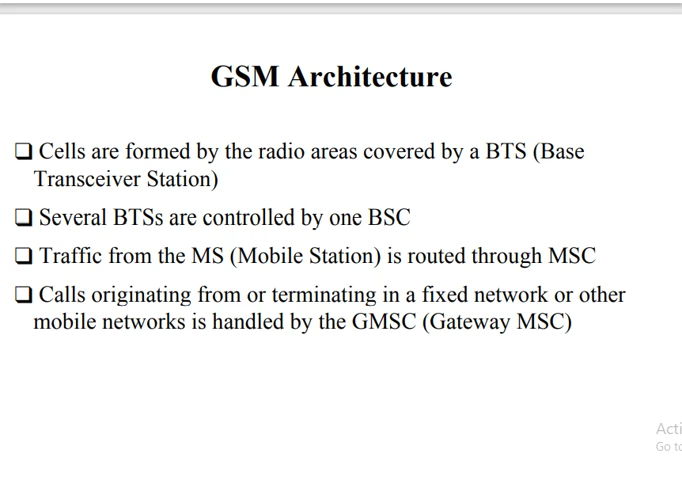 GSM Architecture
❑ Cells are formed by the radio areas covered by a BTS (Base
Transceiver Station)
❑ Several BTSs are controlled by one BSC
❑ Traffic from the MS (Mobile Station) is routed through MSC
❑ Calls originating from or terminating in a fixed network or other
mobile networks is handled by the GMSC (Gateway MSC)
Acti
Go to